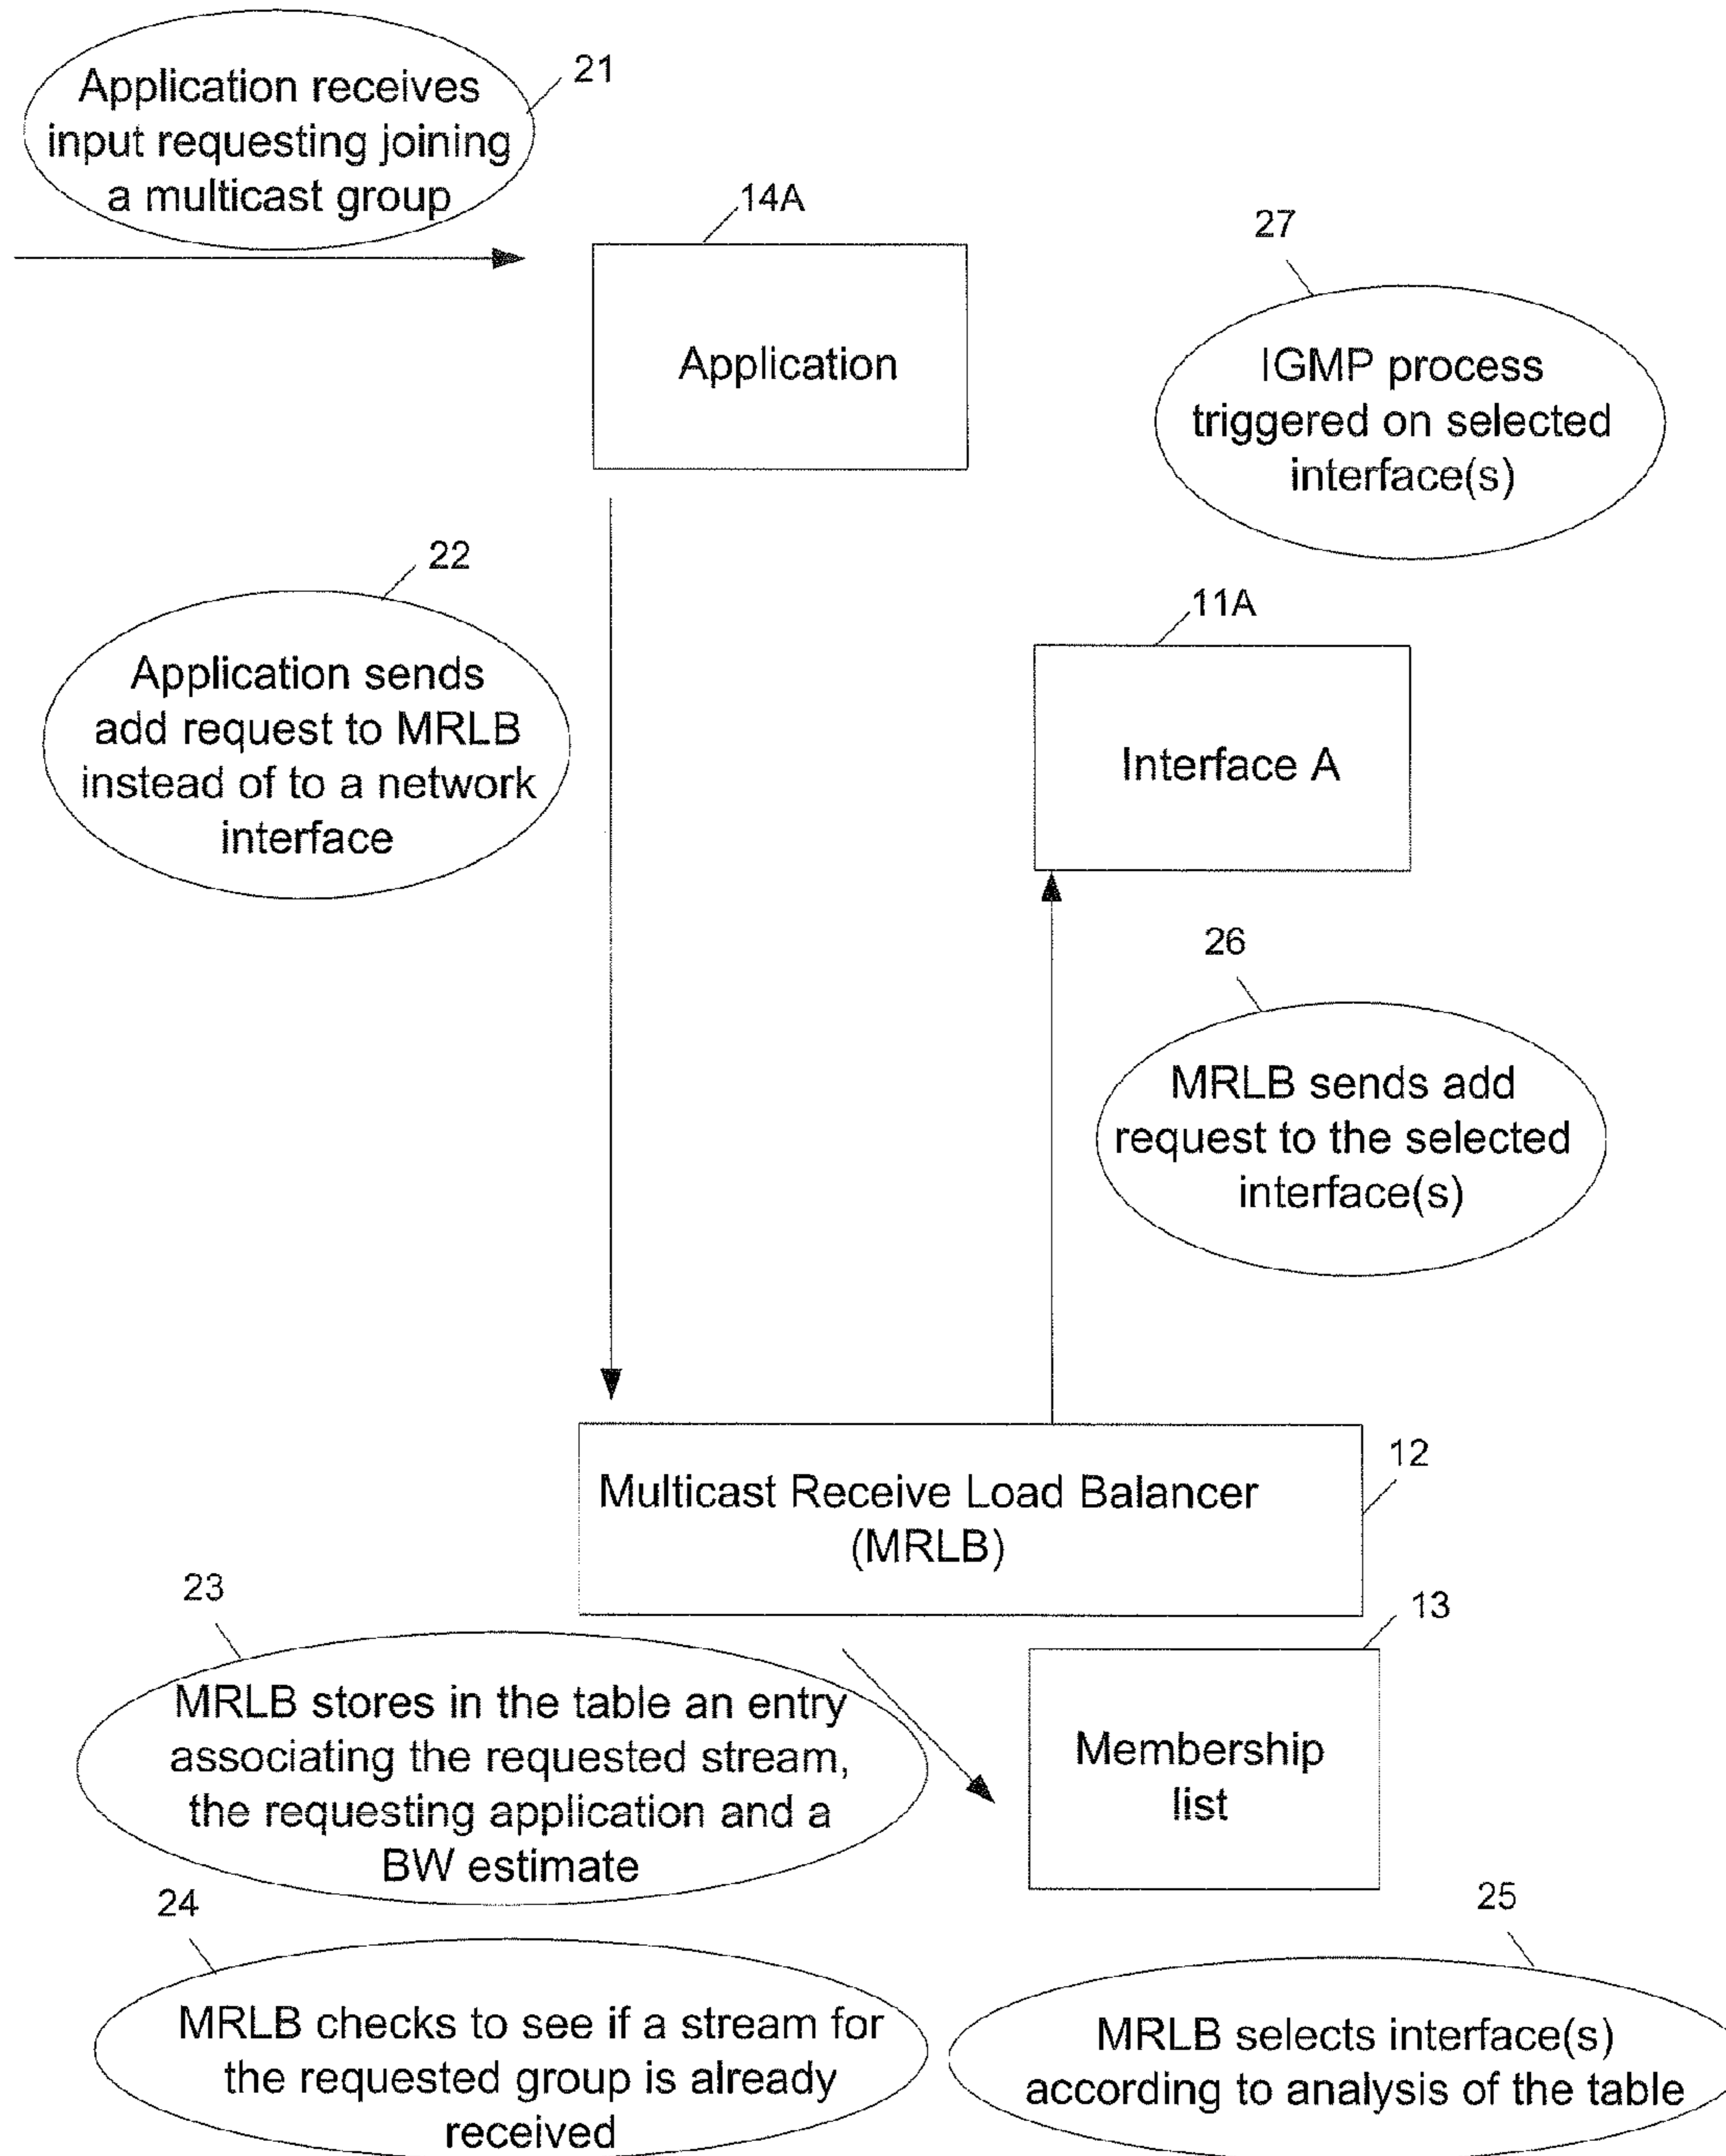 21
Application receives
input requesting joining
a multicast group
14A
Application
27
IGMP process
triggered on selected
interface(s)
22
Application sends
add request to MRLB
instead of to a network
interface
11A
Interface A
26
MRLB sends add
request to the selected
interface(s)
12
Multicast Receive Load Balancer
(MRLB)
23
MRLB stores in the table an entry
associating the requested stream,
the requesting application and a
BW estimate
13
Membership
list
24
MRLB checks to see if a stream for
the requested group is already
received
25
MRLB selects interface(s)
according to analysis of the table